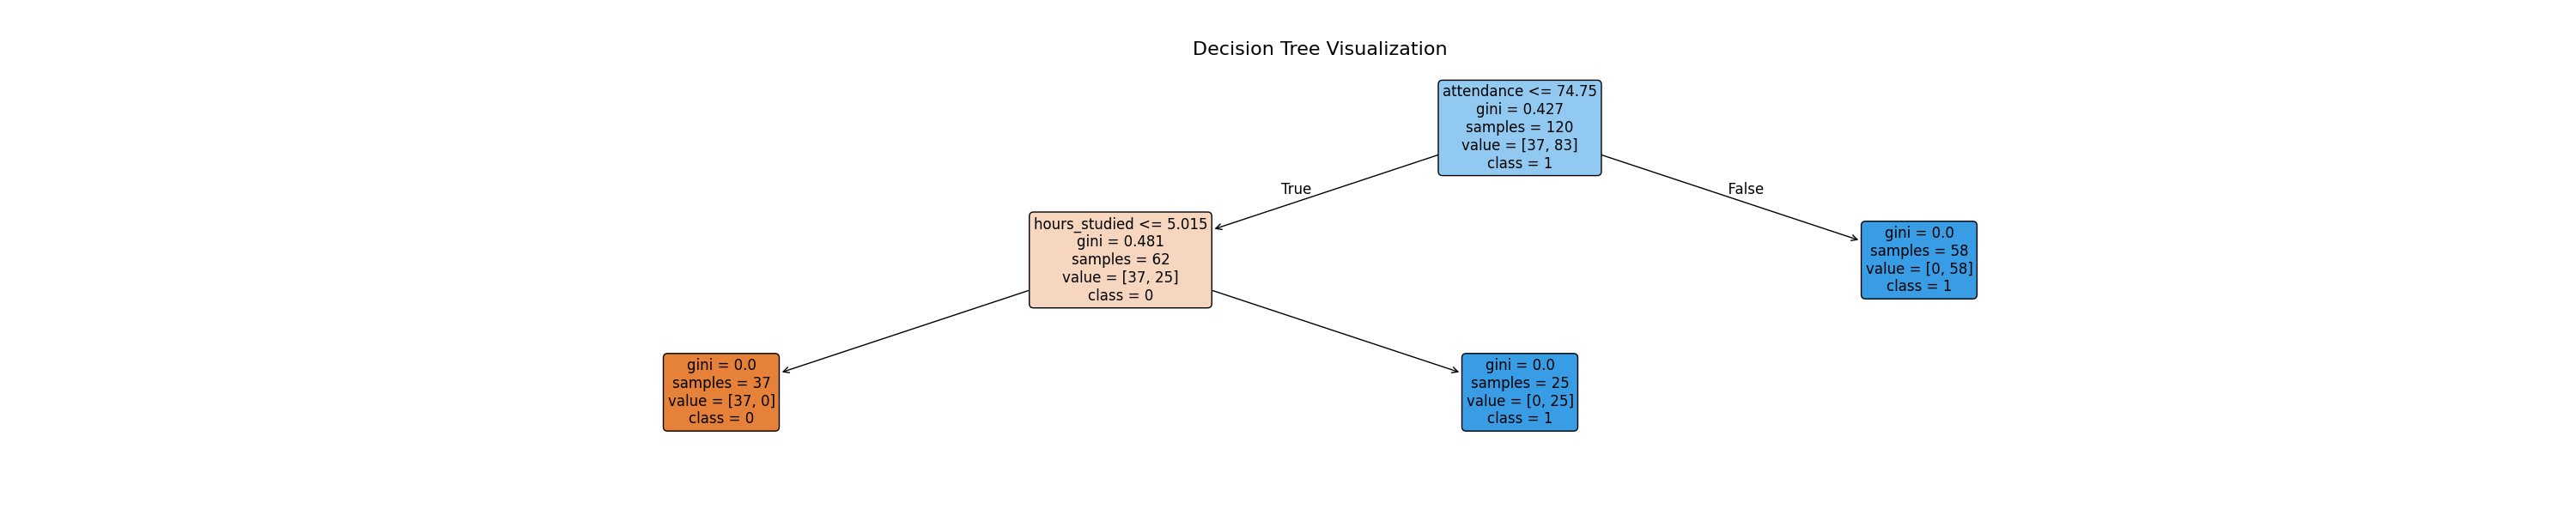 Decision Tree Visualization
attendance <= 74.75
gini = 0.427
samples = 120
value = [37, 83]
class = 1
True
False
hours_studied <= 5.015
gini = 0.481
samples = 62
value = [37, 25]
class = 0
gini = 0.0
samples = 58
value = [0, 58]
class = 1
gini = 0.0
samples = 37
value = [37, 0]
class = 0
gini = 0.0
samples = 25
value = [0, 25]
class = 1